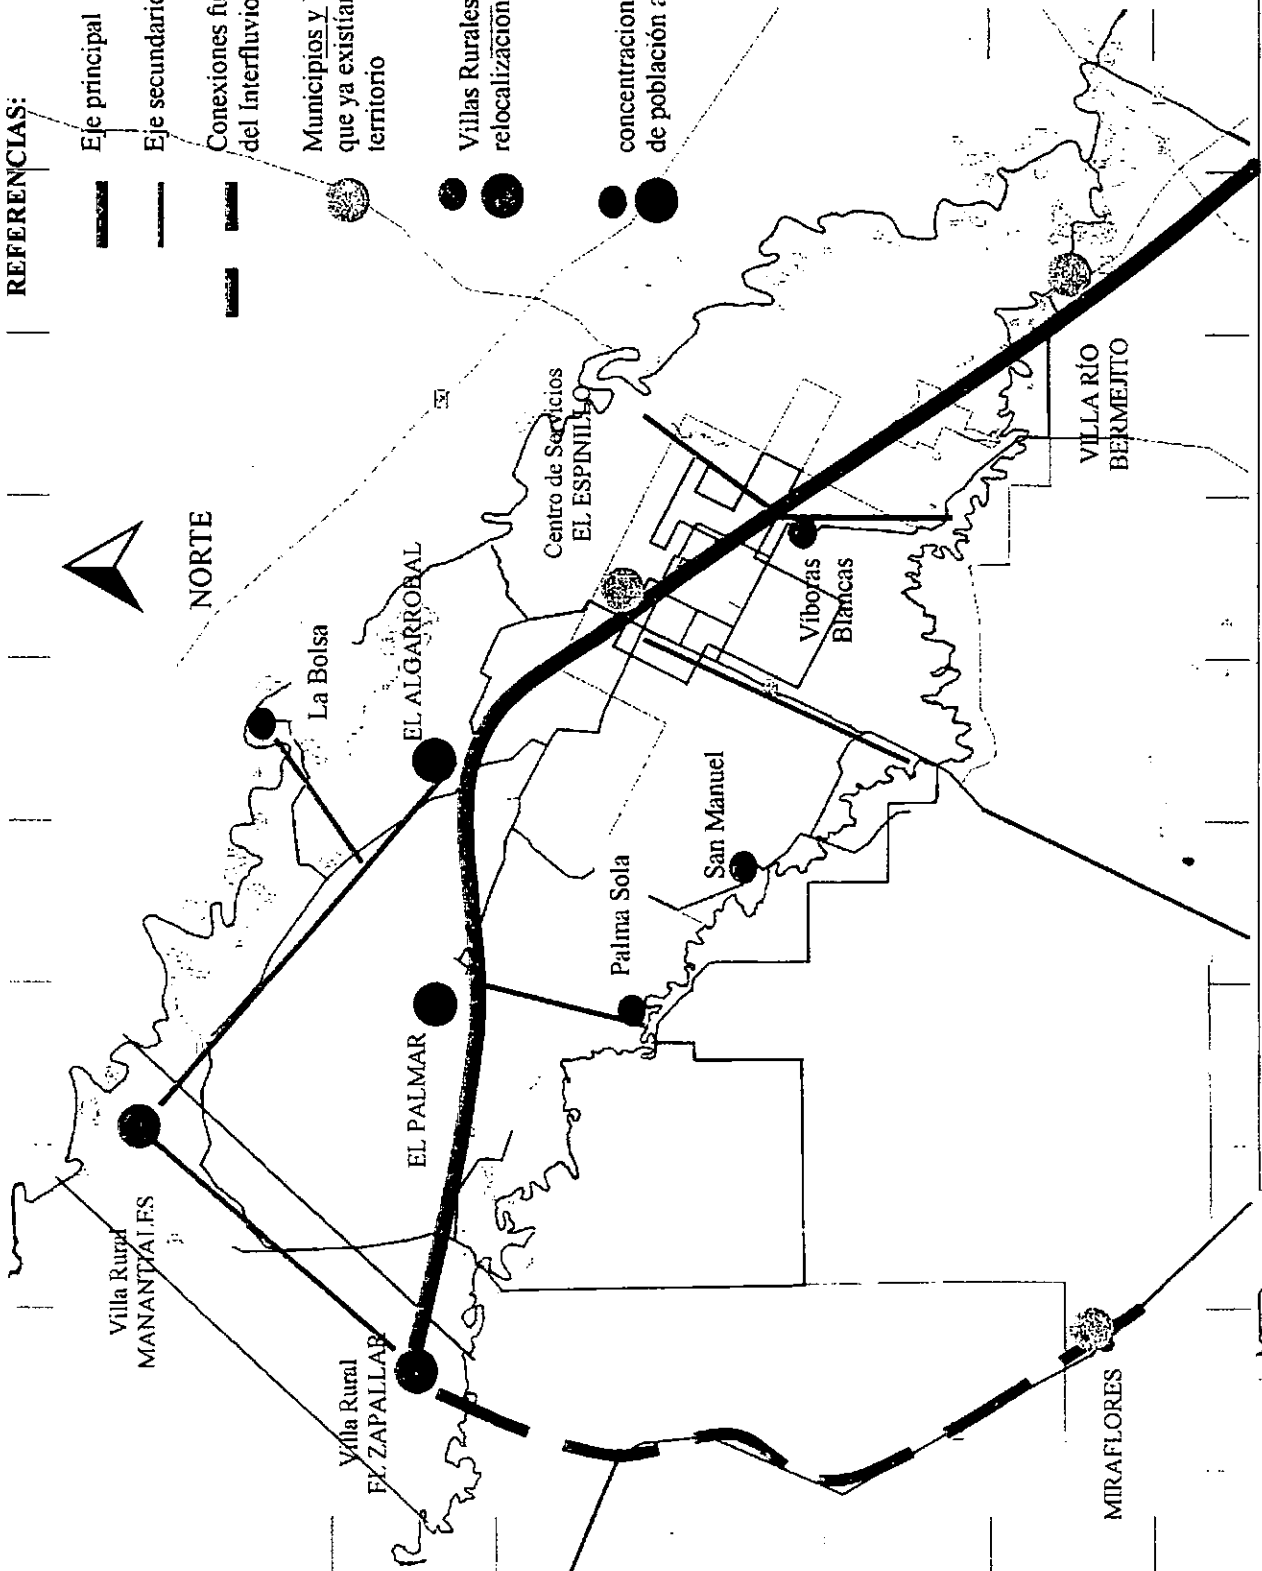 REFERENCIAS:
Eje principal
Eje secundario
Conexiones fu
del Interfluvio
Municipios y
que ya existían
territorio
Villas Rurales
relocalización
concentracion
de población a
NORTE
Villa Rural
MANANTIALES
La Bolsa
Villa Rural
EL ZAPALLAR
EL PALMAR
EL ALGARROBAL
Centro de Servicios
EL ESPINILLO
Palma Sola
San Manuel
Víboras
Blancas
MIRAFLORES
VILLA RÍO
BERMEJITO